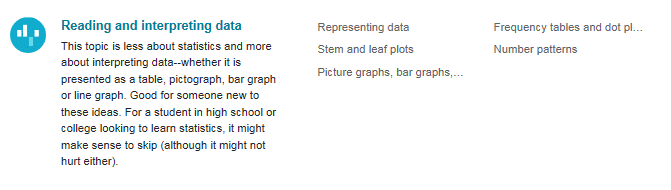 Reading and interpreting data
This topic is less about statistics and more
about interpreting data--whether it is
presented as a table, pictograph, bar graph
or line graph. Good for someone new to
these ideas. For a student in high school or
college looking to learn statistics, it might
make sense to skip (although it might not
hurt either).
Representing data
Stem and leaf plots
Picture graphs, bar graphs,...
Frequency tables and dot pl...
Number patterns